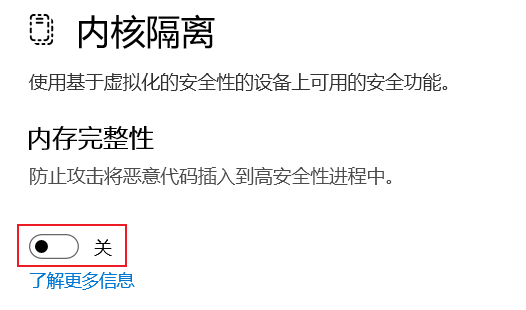 内核隔离
使用基于虚拟化的安全性的设备上可用的安全功能。
内存完整性
防止攻击将恶意代码插入到高安全性进程中。
关
了解更多信息